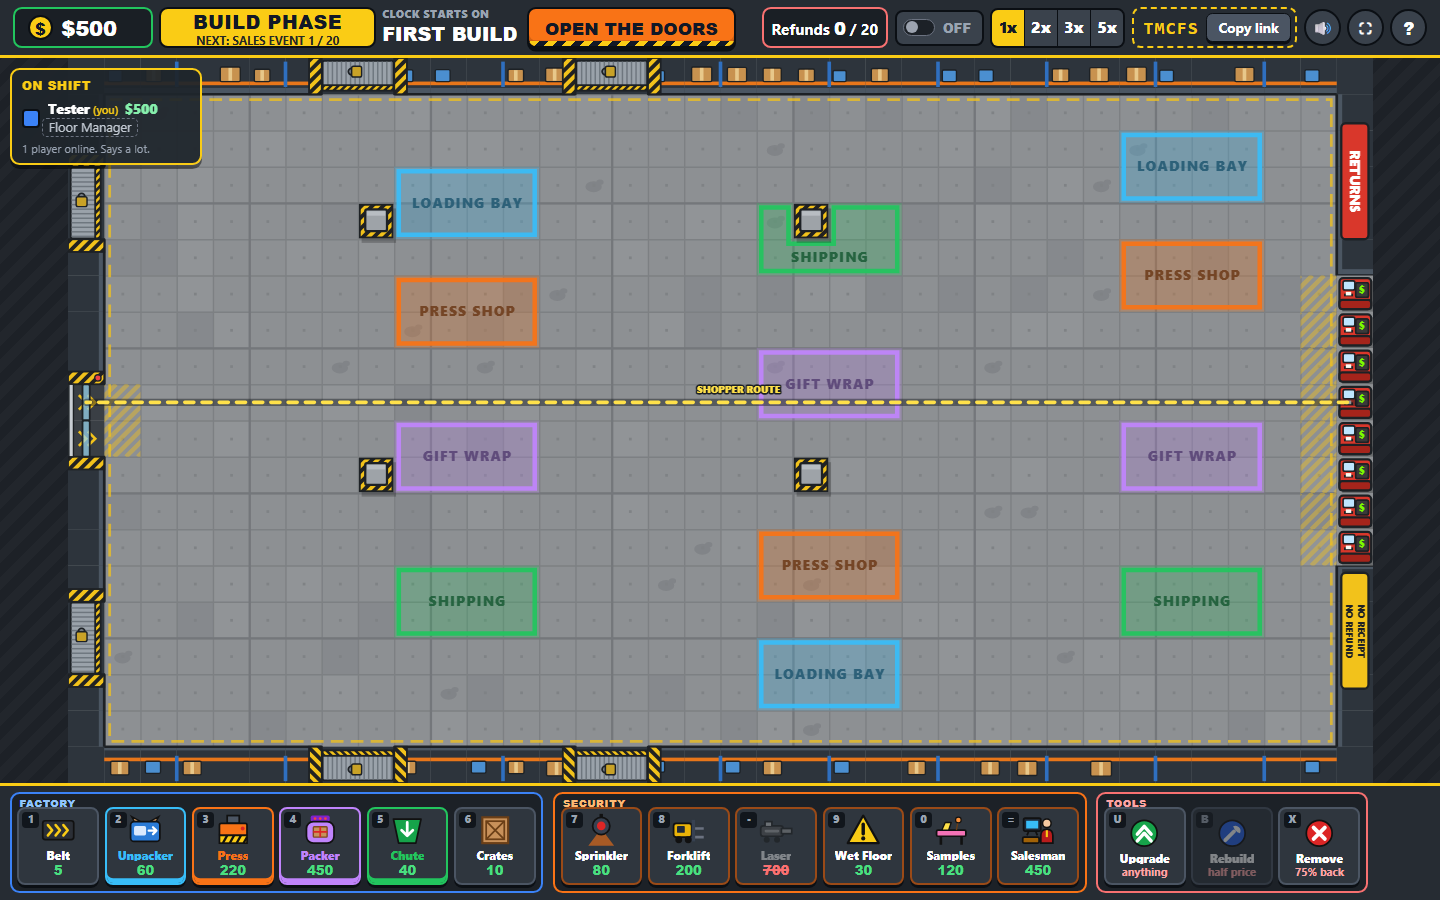 $500
BUILD PHASE
NEXT: SALES EVENT 1 / 20
CLOCK STARTS ON
FIRST BUILD
OPEN THE DOORS
Refunds 0 / 20
OFF
1x 2x 3x 5x
TMCFS
Copy link
?
ON SHIFT
Tester (you) $500
Floor Manager
1 player online. Says a lot.
LOADING BAY
LOADING BAY
RETURNS
SHIPPING
PRESS SHOP
PRESS SHOP
GIFT WRAP
SHOPPER ROUTE
GIFT WRAP
GIFT WRAP
PRESS SHOP
SHIPPING
SHIPPING
NO RECEIPT
NO REFUND
LOADING BAY
FACTORY
1
Belt
5
2
Unpacker
60
3
Press
220
4
Packer
450
5
Chute
40
6
Crates
10
SECURITY
7
Sprinkler
80
8
Forklift
200
-
Laser
700
9
Wet Floor
30
0
Samples
120
=
Salesman
450
TOOLS
U
Upgrade
anything
B
Rebuild
half price
X
Remove
75% back